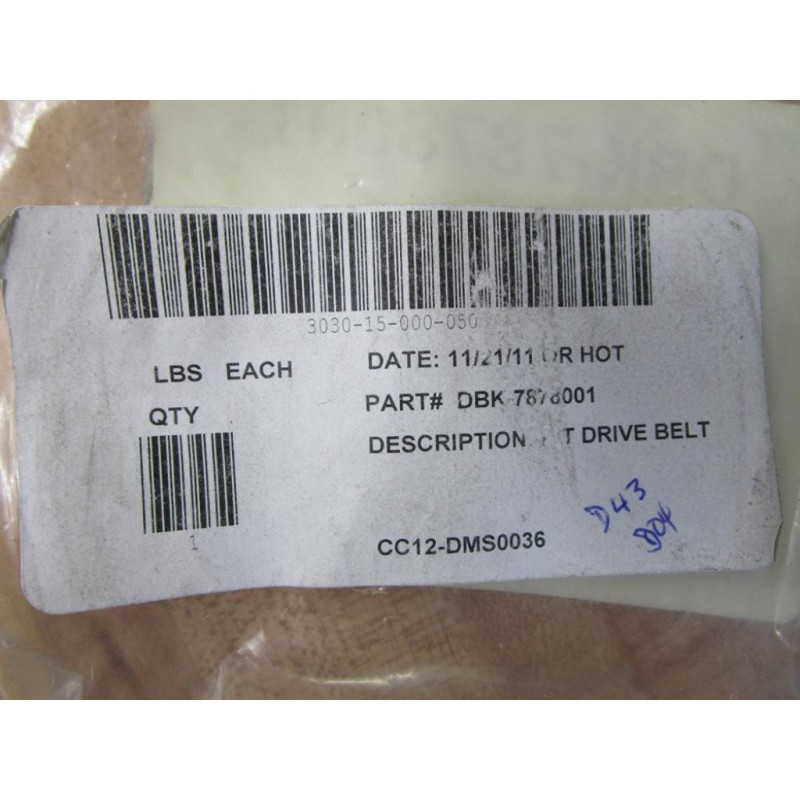 3030-15-000-050
LBS EACH
DATE: 11/21/11 OR HOT
QTY
PART# DBK-7878001
DESCRIPTION: DRIVE BELT
1
CC12-DMS0036
D43